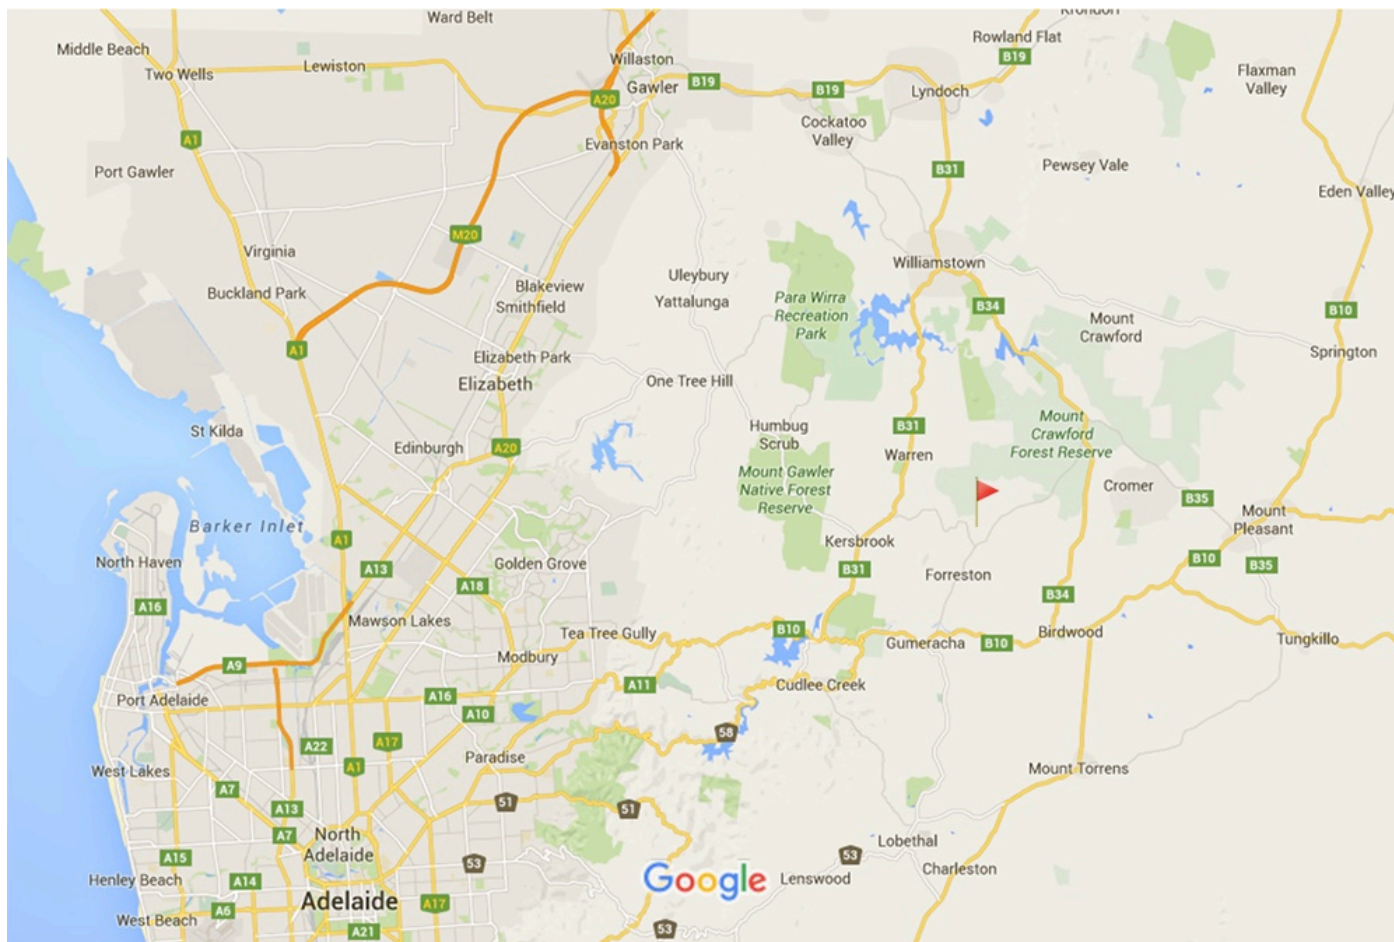 Ward Belt
Krondorf
Rowland Flat
Middle Beach
Two Wells
Lewiston
Willaston
Gawler
B19
B19
B19
Flaxman
Valley
A20
Lyndoch
Cockatoo
Valley
A1
Evanston Park
Port Gawler
B31
Pewsey Vale
Eden Valley
M20
Virginia
Williamstown
Buckland Park
Blakeview
Smithfield
Uleybury
Yattalunga
Para Wirra
Recreation
Park
B34
Mount
Crawford
B10
A1
Elizabeth Park
Elizabeth
One Tree Hill
Springton
St Kilda
Edinburgh
A20
Humbug
Scrub
B31
Warren
Mount
Crawford
Forest Reserve
Mount Gawler
Native Forest
Reserve
Cromer
B35
Mount
Pleasant
Barker Inlet
A1
North Haven
A13
A18
Golden Grove
Kersbrook
B31
Forreston
B10
B35
A16
B34
Mawson Lakes
Tea Tree Gully
B10
Gumeracha
B10
Birdwood
Tungkillo
A9
Modbury
Port Adelaide
A16
A10
A11
Cudlee Creek
58
A22
A17
A1
Paradise
West Lakes
Mount Torrens
A7
A13
51
51
A7
North
Adelaide
A15
53
Lobethal
53
Henley Beach
A14
Google
Lenswood
Charleston
Adelaide
A17
A6
West Beach
A21
53